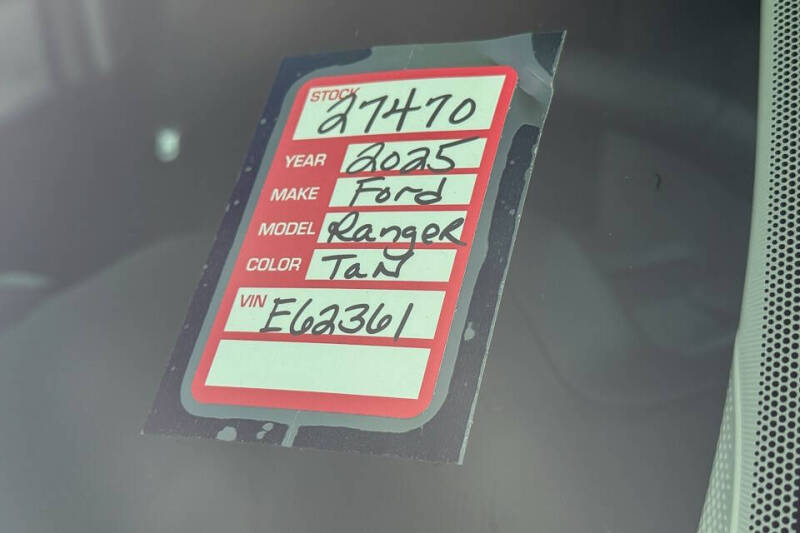 STOCK 27470
YEAR 2025
MAKE Ford
MODEL Ranger
COLOR TaN
VIN E62361